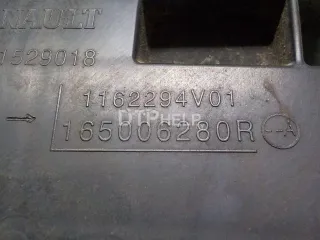 RENAULT
1529018
1162294V01
165006280R
A
DTPHELP